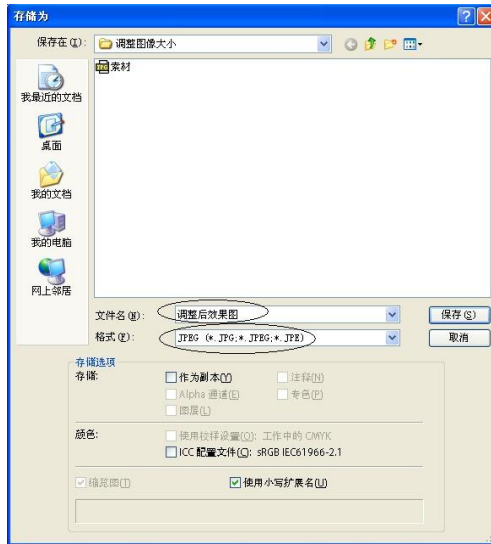 存储为
保存在(I):
调整图像大小
素材
我最近的文档
桌面
我的文档
我的电脑
网上邻居
文件名(N):
调整后效果图
保存(S)
格式(F):
JPEG (*.JPG;*.JPEG;*.JPE)
取消
存储选项
存储:
作为副本(Y)
注释(N)
Alpha 通道(E)
专色(P)
图层(L)
颜色:
使用校样设置(O): 工作中的 CMYK
ICC 配置文件(C): sRGB IEC61966-2.1
缩览图(T)
使用小写扩展名(U)